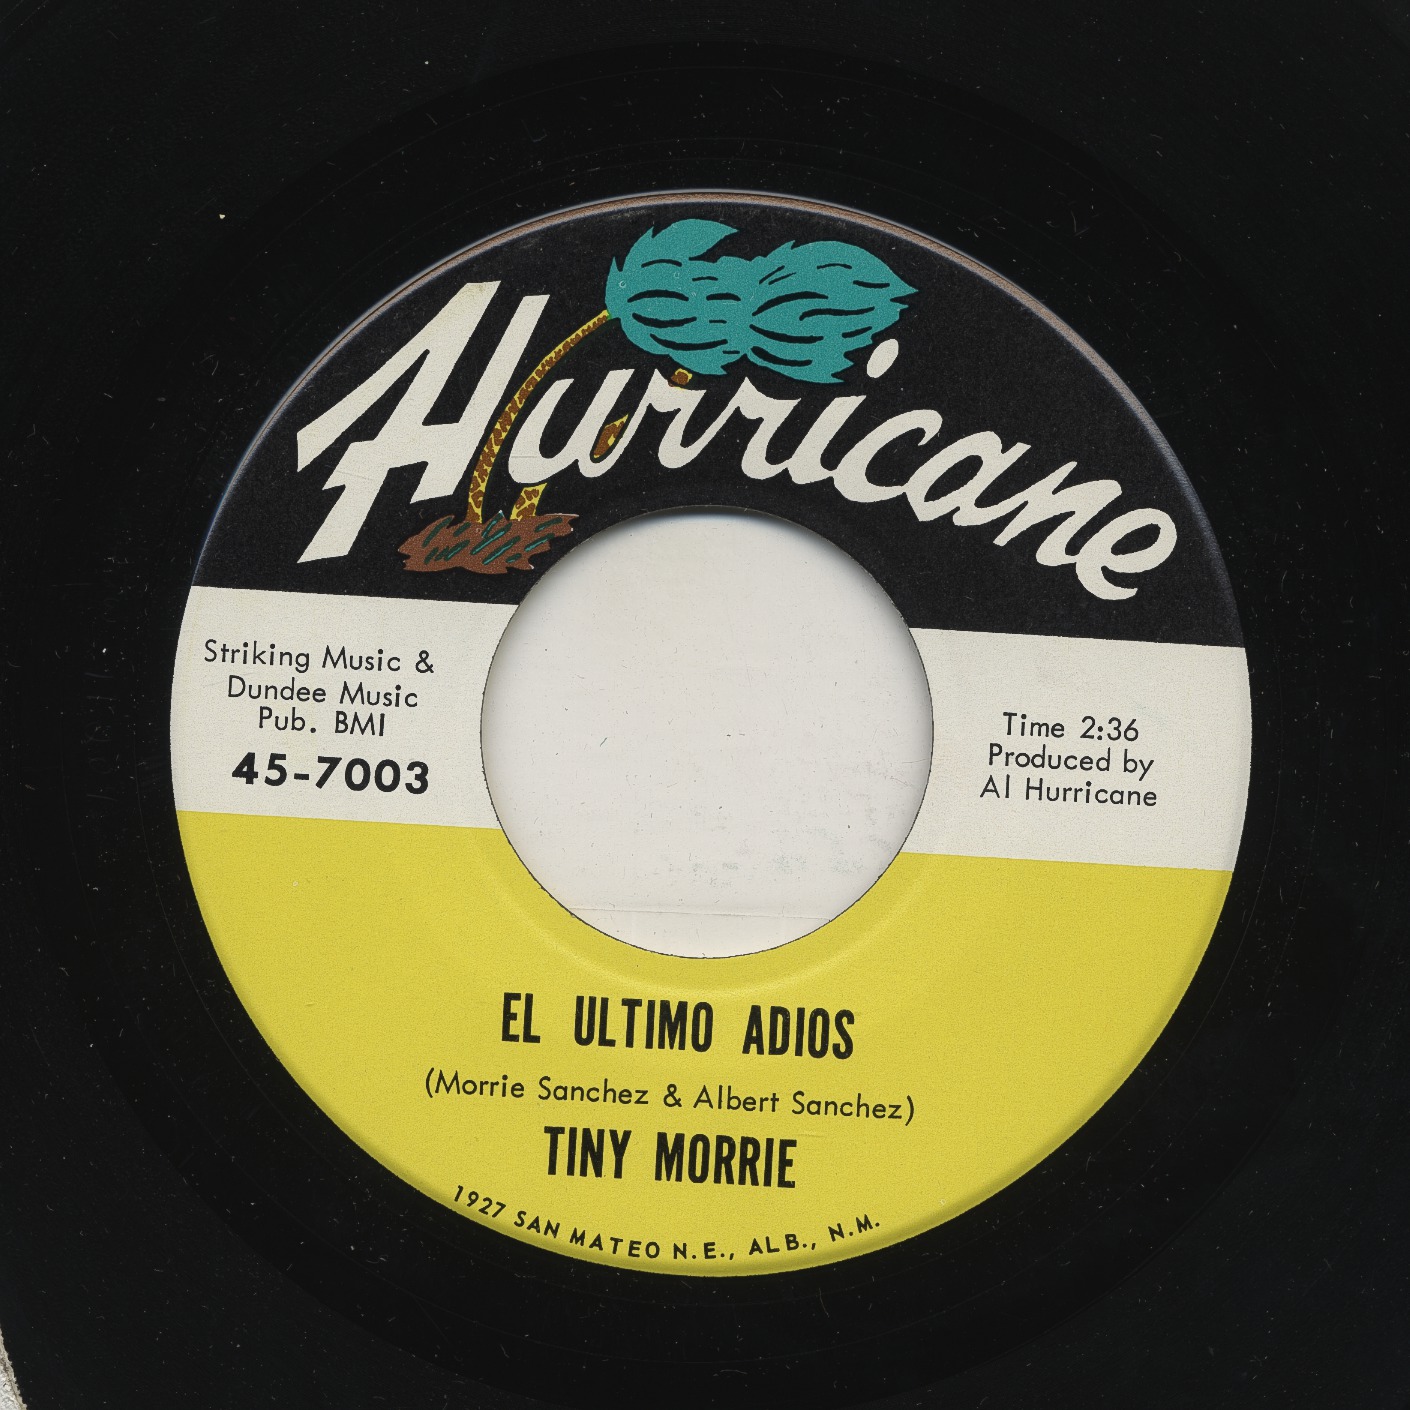 Hurricane
Striking Music &
Dundee Music
Pub. BMI
45-7003
Time 2:36
Produced by
Al Hurricane
EL ULTIMO ADIOS
(Morrie Sanchez & Albert Sanchez)
TINY MORRIE
1927 SAN MATEO N.E., ALB., N.M.